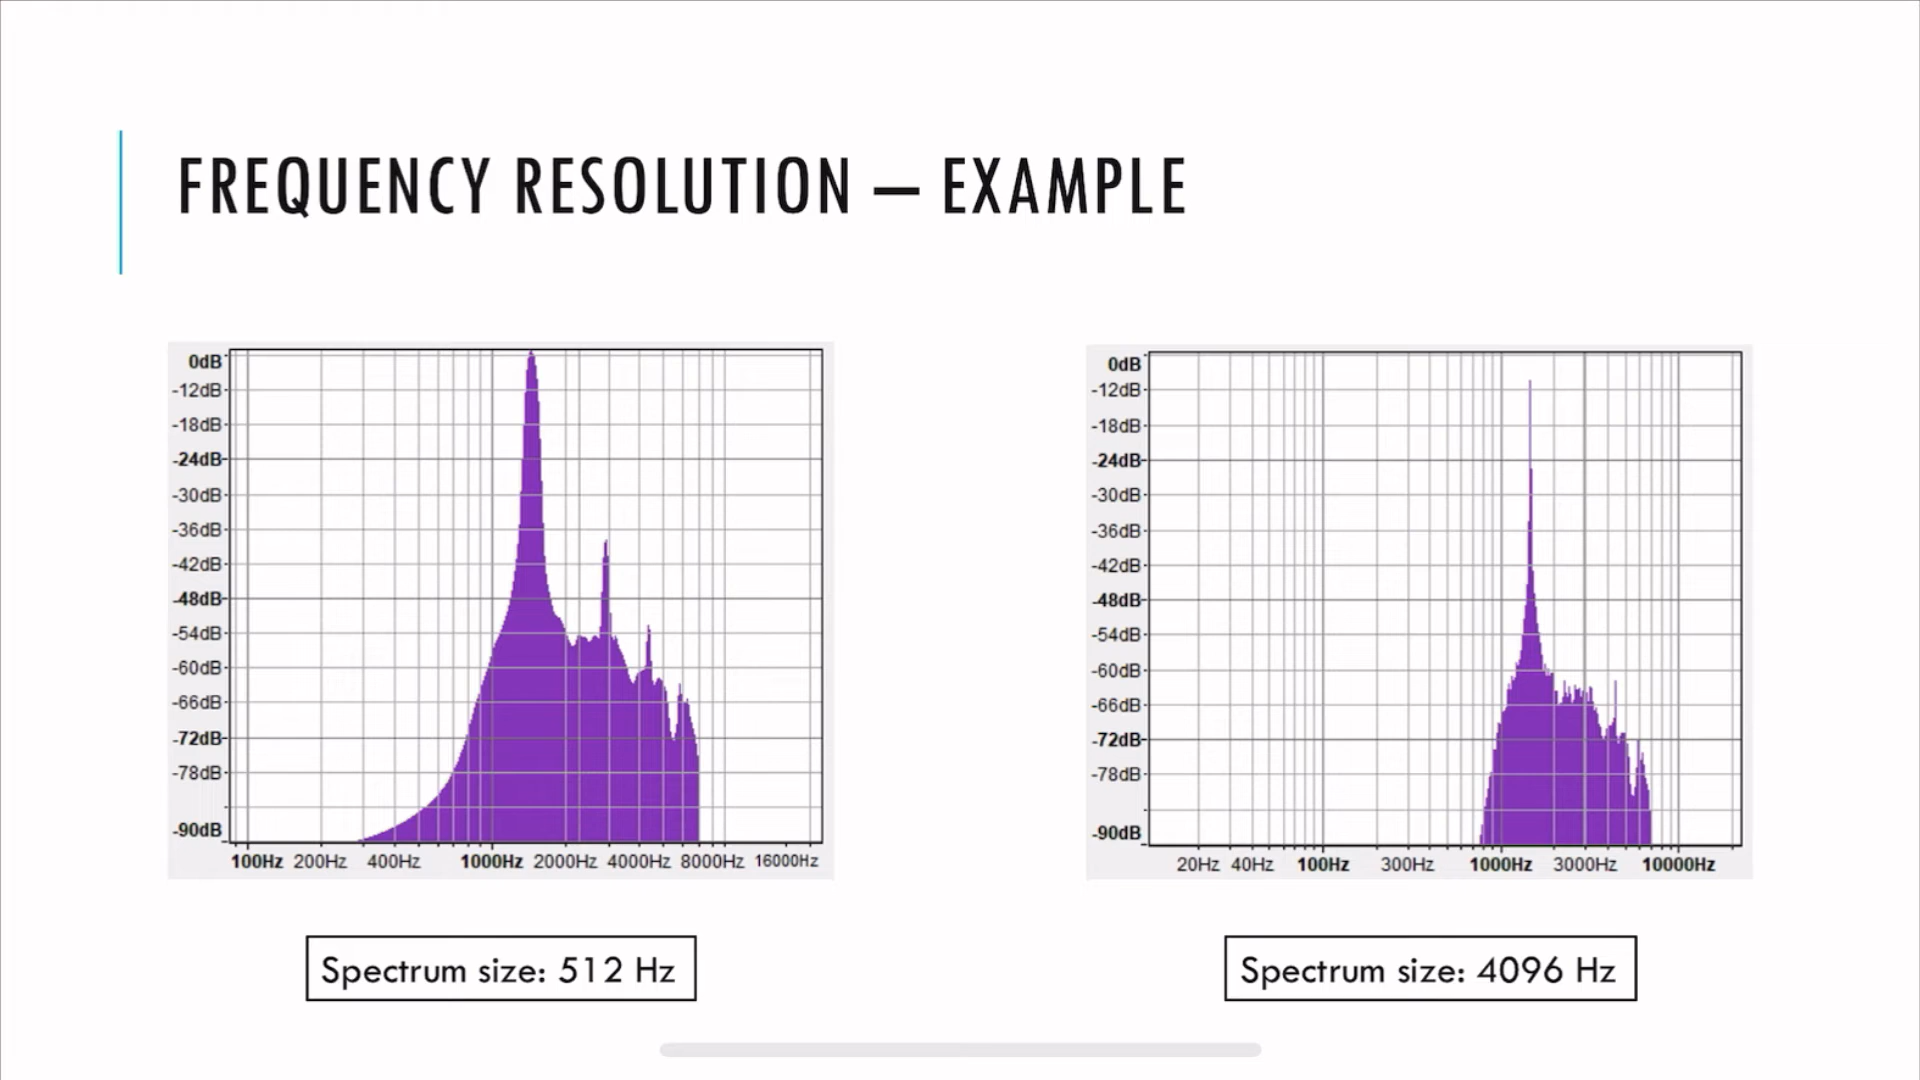 FREQUENCY RESOLUTION — EXAMPLE
0dB
-12dB
-18dB
-24dB
-30dB
-36dB
-42dB
-48dB
-54dB
-60dB
-66dB
-72dB
-78dB
-90dB
100Hz 200Hz 400Hz 1000Hz 2000Hz 4000Hz 8000Hz 16000Hz
Spectrum size: 512 Hz
0dB
-12dB
-18dB
-24dB
-30dB
-36dB
-42dB
-48dB
-54dB
-60dB
-66dB
-72dB
-78dB
-90dB
20Hz 40Hz 100Hz 300Hz 1000Hz 3000Hz 10000Hz
Spectrum size: 4096 Hz